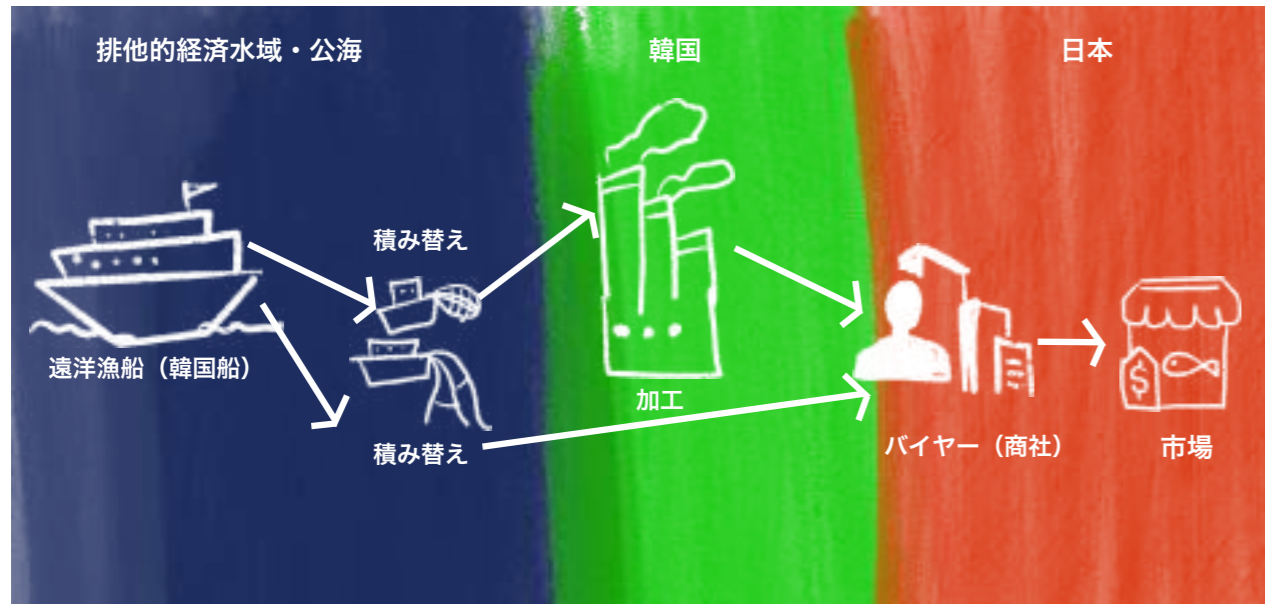 排他的経済水域・公海
韓国
日本
積み替え
遠洋漁船（韓国船）
加工
積み替え
バイヤー（商社）
市場
$